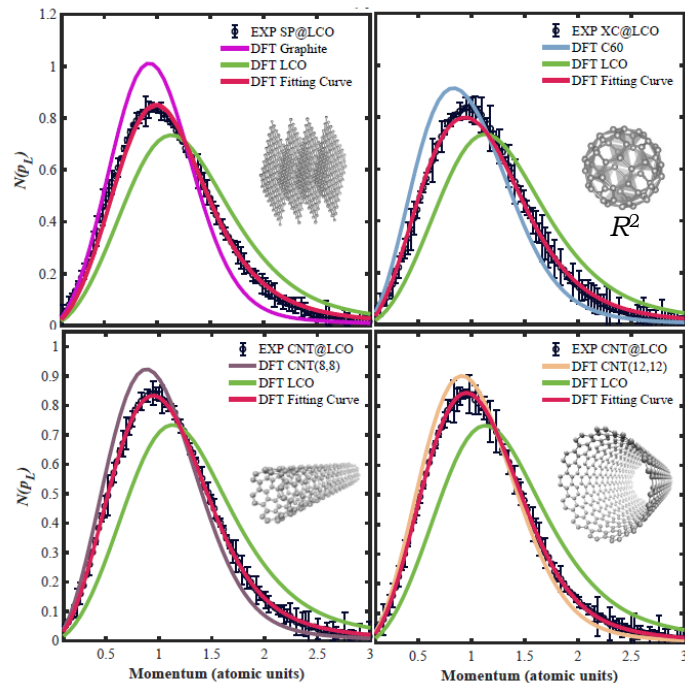 EXP SP@LCO
DFT Graphite
DFT LCO
DFT Fitting Curve
1.2
1
0.8
0.6
0.4
0.2
0
N(p_L)
EXP XC@LCO
DFT C60
DFT LCO
DFT Fitting Curve
R²
EXP CNT@LCO
DFT CNT(8,8)
DFT LCO
DFT Fitting Curve
1
0.9
0.8
0.7
0.6
0.5
0.4
0.3
0.2
0.1
0
N(p_L)
0.5 1 1.5 2 2.5 3
Momentum (atomic units)
EXP CNT@LCO
DFT CNT(12,12)
DFT LCO
DFT Fitting Curve
0.5 1 1.5 2 2.5 3
Momentum (atomic units)